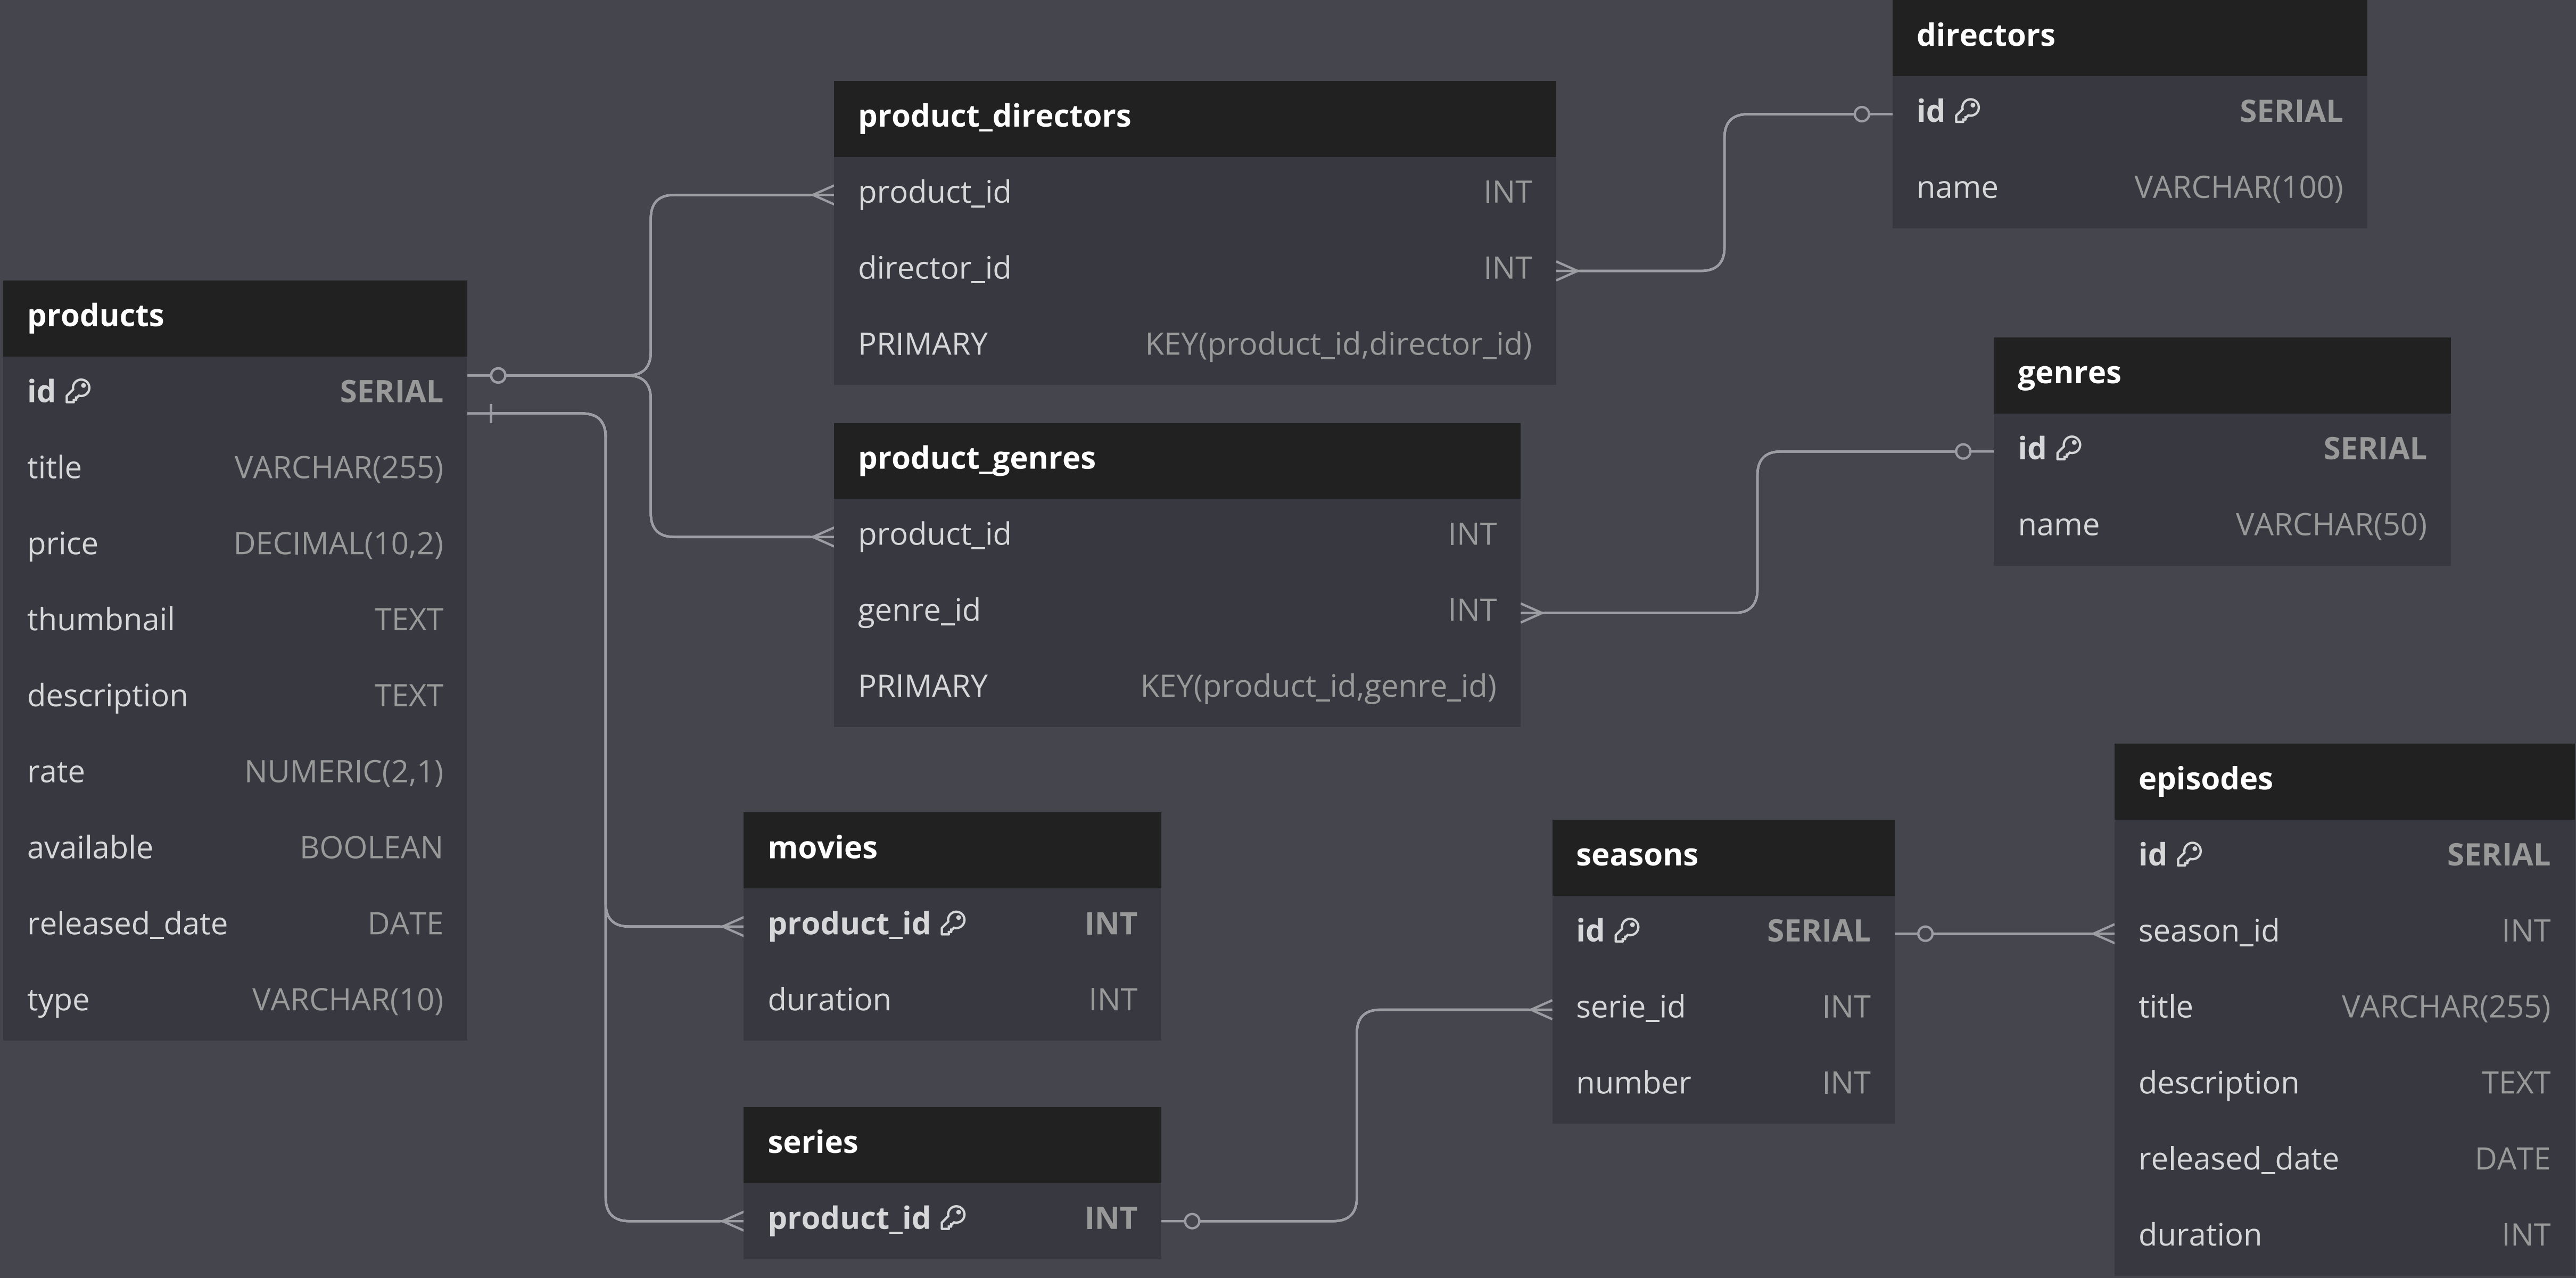 products
id SERIAL
title VARCHAR(255)
price DECIMAL(10,2)
thumbnail TEXT
description TEXT
rate NUMERIC(2,1)
available BOOLEAN
released_date DATE
type VARCHAR(10)
product_directors
product_id INT
director_id INT
PRIMARY KEY(product_id,director_id)
directors
id SERIAL
name VARCHAR(100)
product_genres
product_id INT
genre_id INT
PRIMARY KEY(product_id,genre_id)
genres
id SERIAL
name VARCHAR(50)
movies
product_id INT
duration INT
series
product_id INT
seasons
id SERIAL
serie_id INT
number INT
episodes
id SERIAL
season_id INT
title VARCHAR(255)
description TEXT
released_date DATE
duration INT